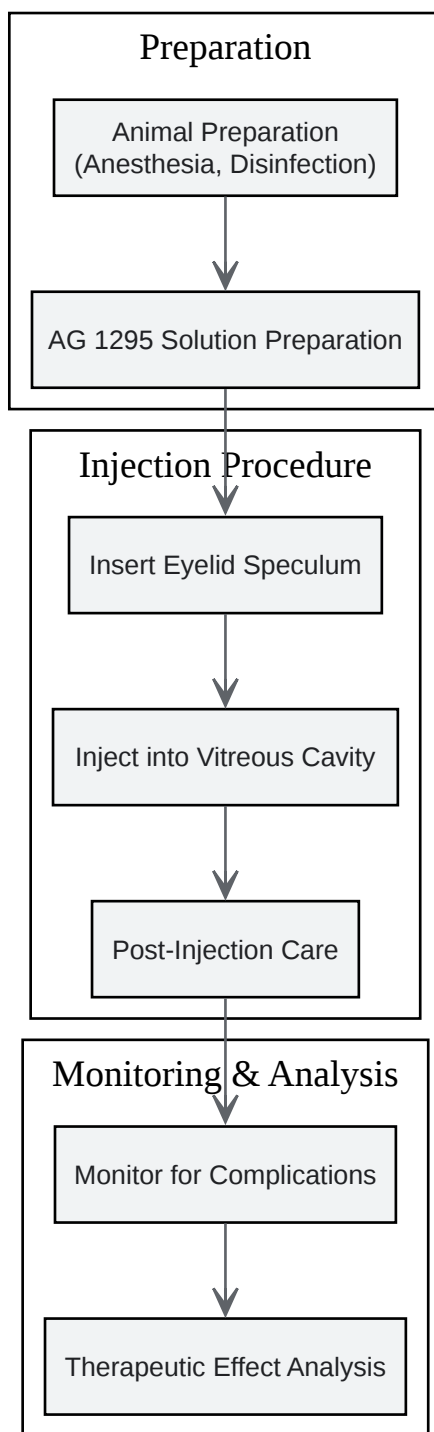 Preparation
Animal Preparation
(Anesthesia, Disinfection)
AG 1295 Solution Preparation
Injection Procedure
Insert Eyelid Speculum
Inject into Vitreous Cavity
Post-Injection Care
Monitoring & Analysis
Monitor for Complications
Therapeutic Effect Analysis